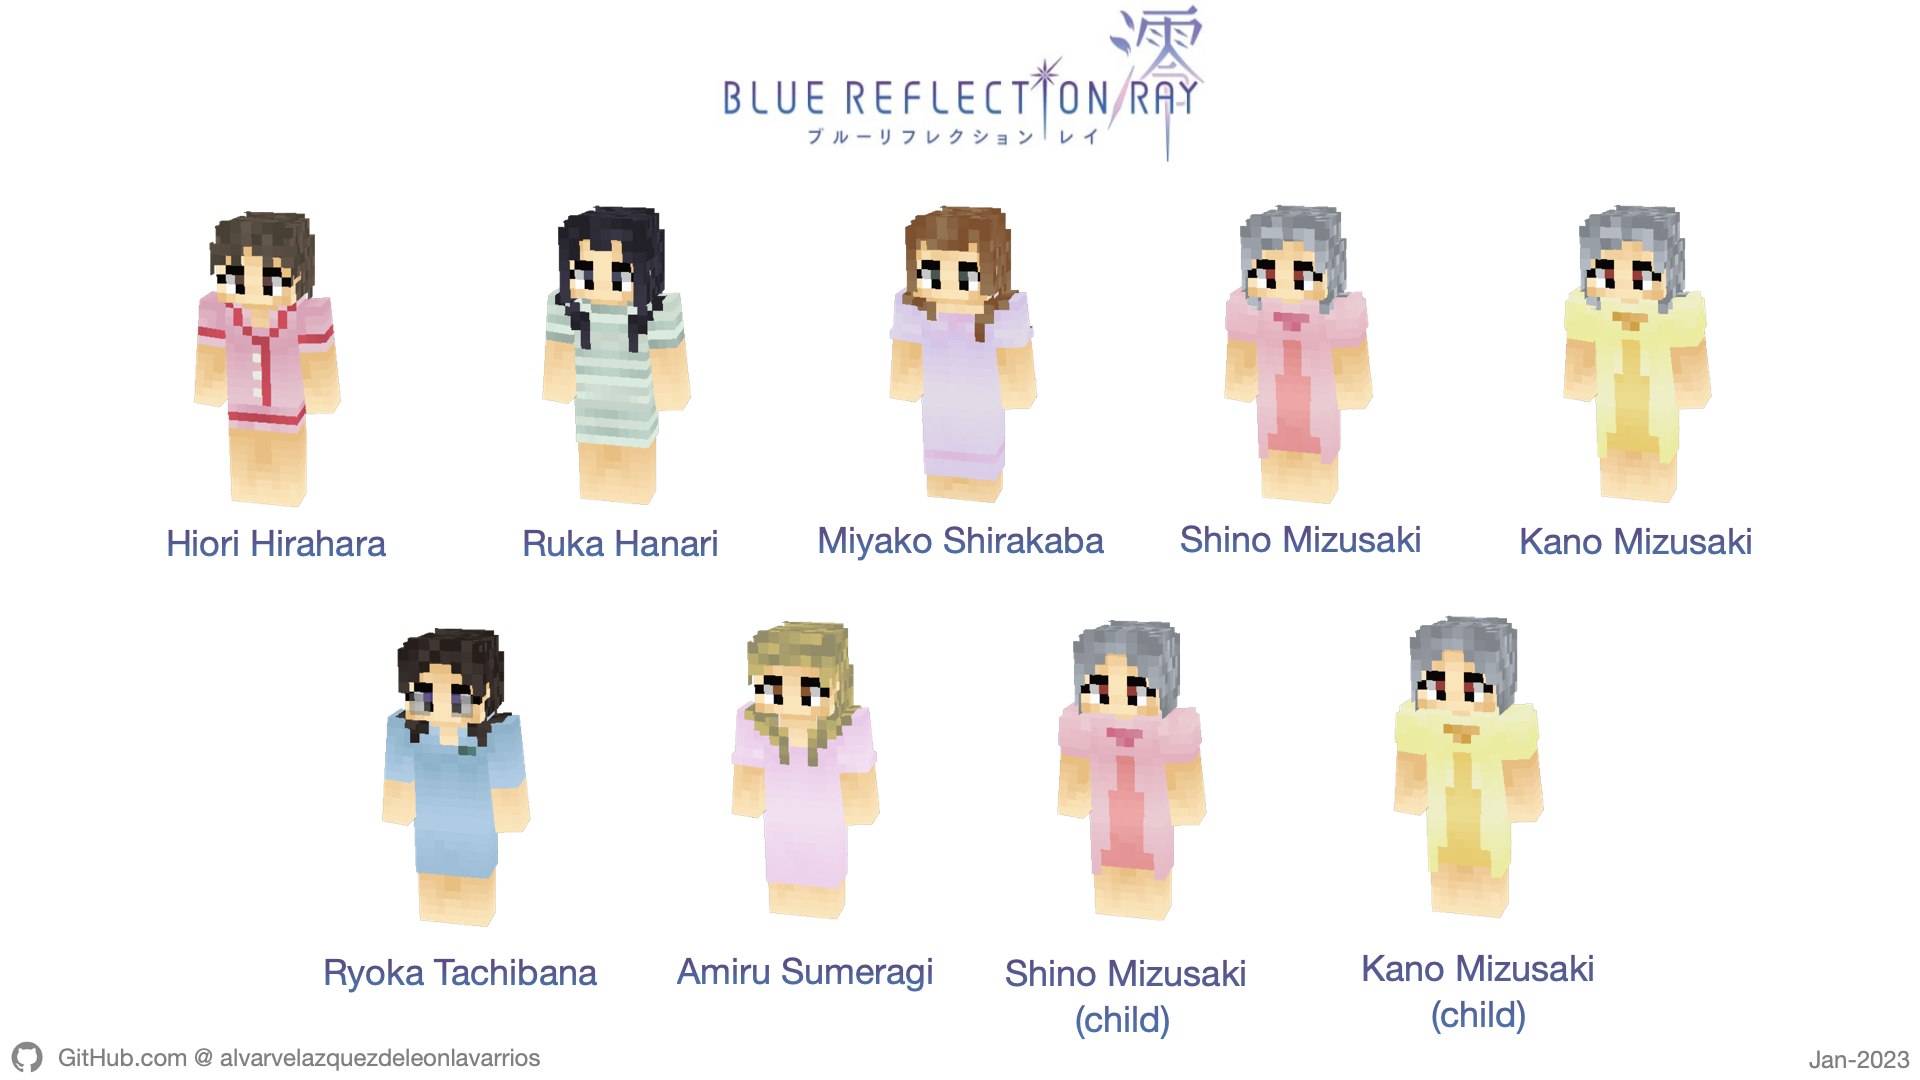 澪
BLUE REFLECTION RAY
ブルーリフレクション レイ
Hiori Hirahara
Ruka Hanari
Miyako Shirakaba
Shino Mizusaki
Kano Mizusaki
Ryoka Tachibana
Amiru Sumeragi
Shino Mizusaki
(child)
Kano Mizusaki
(child)
GitHub.com @ alvarvelazquezdeleonlavarrios
Jan-2023